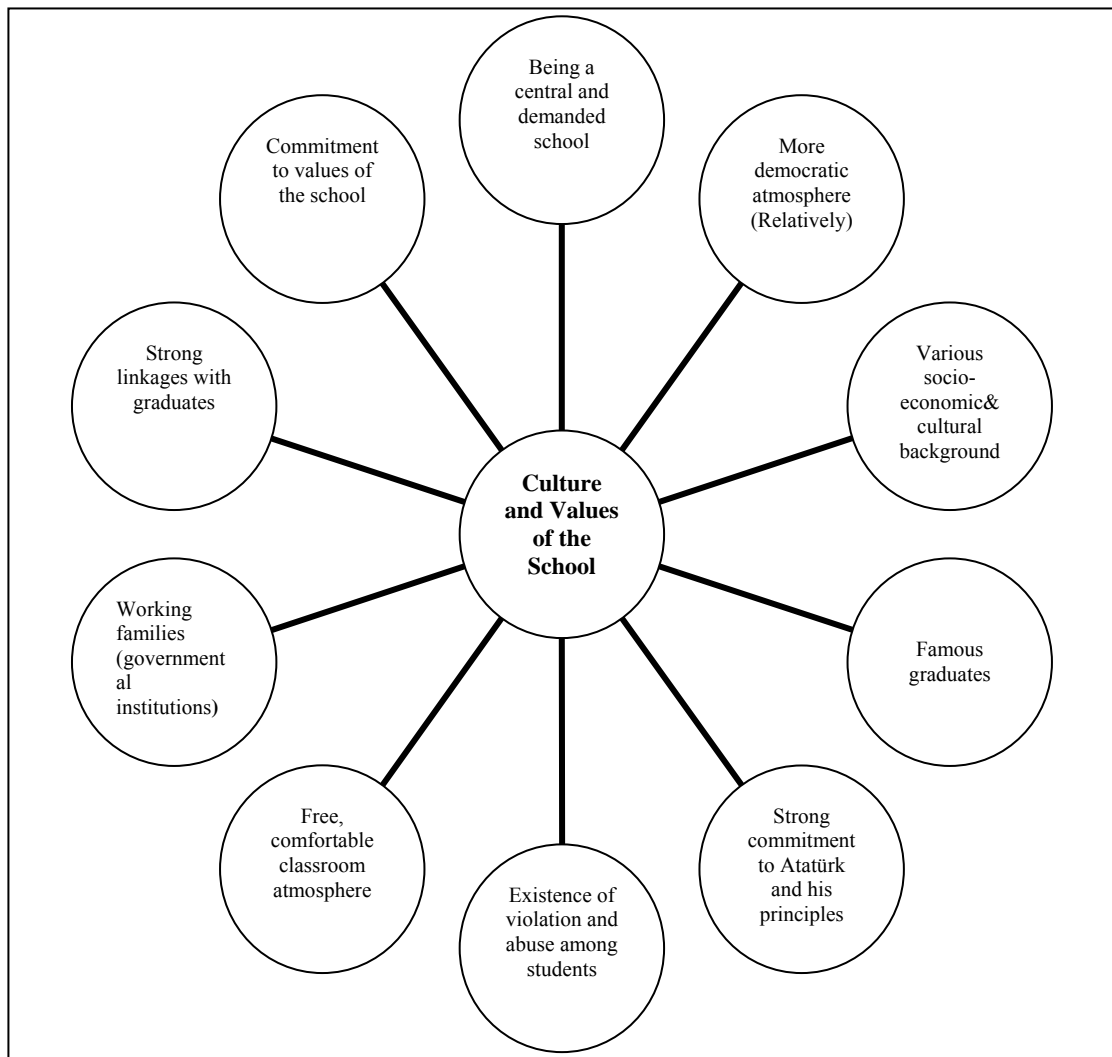 Being a
central and
demanded
school
More
democratic
atmosphere
(Relatively)
Various
socio-
economic&
cultural
background
Famous
graduates
Strong
commitment
to Atatürk
and his
principles
Existence of
violation and
abuse among
students
Free,
comfortable
classroom
atmosphere
Working
families
(government
al
institutions)
Strong
linkages with
graduates
Commitment
to values of
the school
Culture
and Values
of the
School